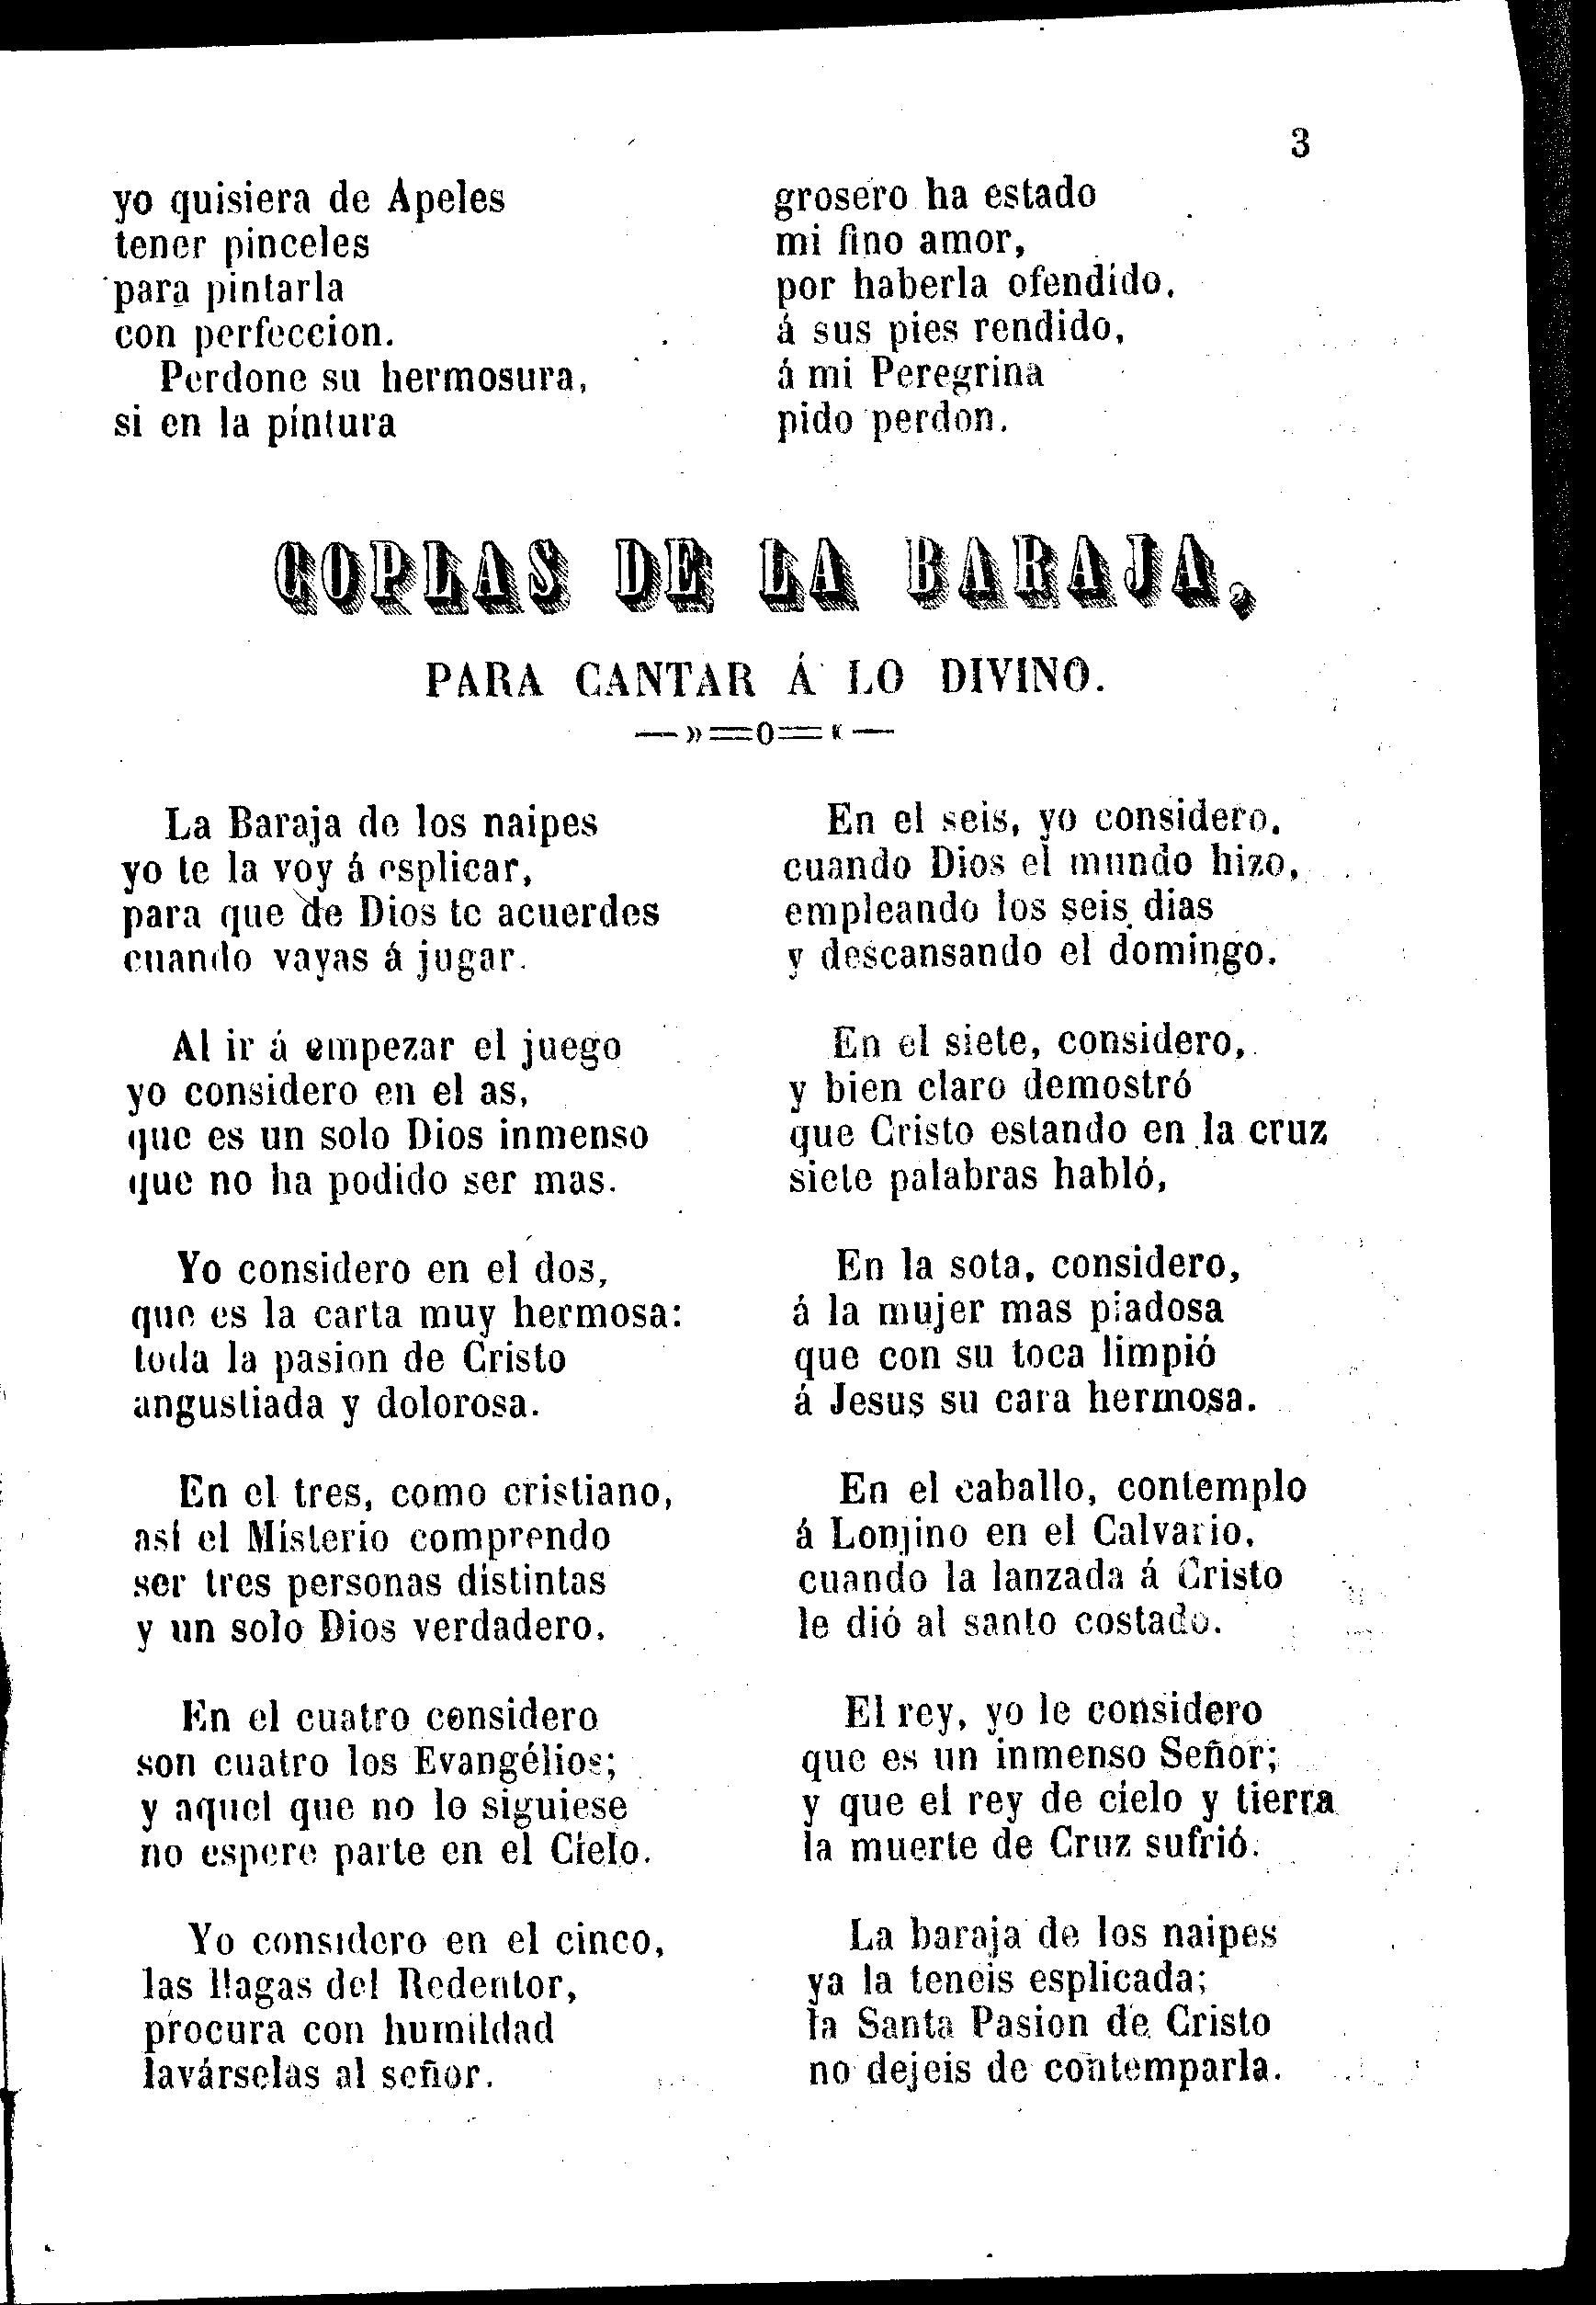 3
yo quisiera de Apeles
tener pinceles
para pintarla
con perfeccion.
Perdone su hermosura,
si en la pintura
grosero ha estado
mi fino amor,
por haberla ofendido,
á sus pies rendido,
á mi Peregrina
pido perdon.
COPLAS DE LA BARAJA,
PARA CANTAR Á LO DIVINO.
La Baraja de los naipes
yo te la voy á esplicar,
para que de Dios te acuerdes
cuando vayas á jugar.
Al ir á empezar el juego
yo considero en el as,
que es un solo Dios inmenso
que no ha podido ser mas.
Yo considero en el dos,
que es la carta muy hermosa:
toda la pasion de Cristo
angustiada y dolorosa.
En el tres, como cristiano,
así el Misterio comprendo
ser tres personas distintas
y un solo Dios verdadero.
En el cuatro considero
son cuatro los Evangélios;
y aquel que no lo siguiese
no espere parte en el Cielo.
Yo considero en el cinco,
las llagas del Redentor,
procura con humildad
lavárselas al señor.
En el seis, yo considero,
cuando Dios el mundo hizo,
empleando los seis dias
y descansando el domingo.
En el siete, considero,
y bien claro demostró
que Cristo estando en la cruz
siete palabras habló,
En la sota, considero,
á la mujer mas piadosa
que con su toca limpió
á Jesus su cara hermosa.
En el caballo, contemplo
á Lonjino en el Calvario,
cuando la lanzada á Cristo
le dió al santo costado.
El rey, yo le considero
que es un inmenso Señor;
y que el rey de cielo y tierra
la muerte de Cruz sufrió.
La baraja de los naipes
ya la teneis esplicada;
la Santa Pasion de Cristo
no dejeis de contemparla.